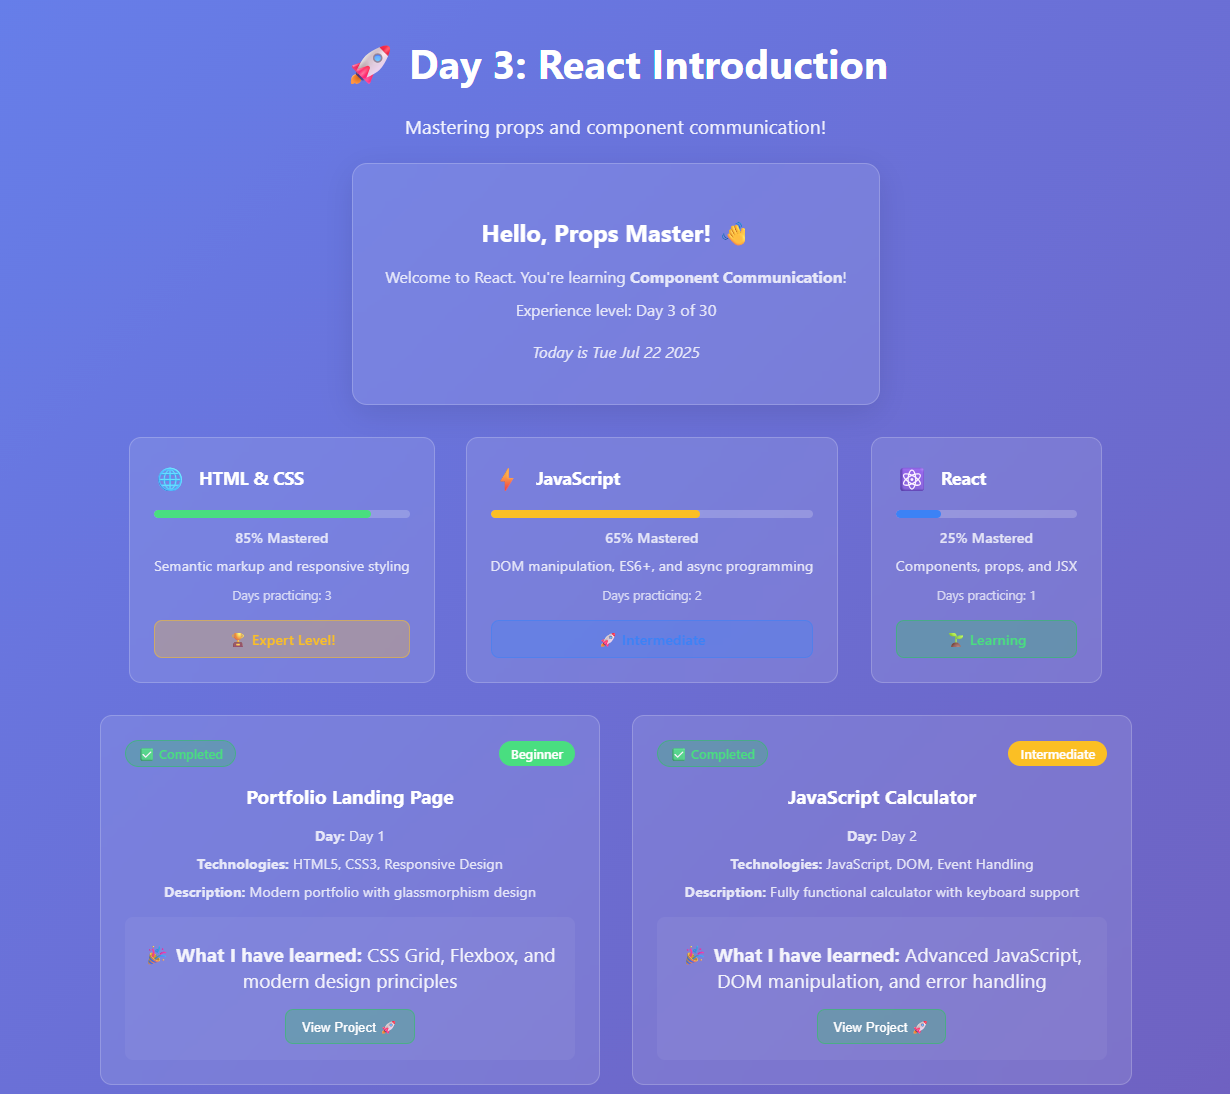 🚀 Day 3: React Introduction
Mastering props and component communication!
Hello, Props Master! 👋
Welcome to React. You're learning Component Communication!
Experience level: Day 3 of 30
Today is Tue Jul 22 2025
🌐 HTML & CSS
85% Mastered
Semantic markup and responsive styling
Days practicing: 3
🏆 Expert Level!
⚡ JavaScript
65% Mastered
DOM manipulation, ES6+, and async programming
Days practicing: 2
🚀 Intermediate
⚛️ React
25% Mastered
Components, props, and JSX
Days practicing: 1
🌱 Learning
✅ Completed
Beginner
Portfolio Landing Page
Day: Day 1
Technologies: HTML5, CSS3, Responsive Design
Description: Modern portfolio with glassmorphism design
🎉 What I have learned: CSS Grid, Flexbox, and
modern design principles
View Project 🚀
✅ Completed
Intermediate
JavaScript Calculator
Day: Day 2
Technologies: JavaScript, DOM, Event Handling
Description: Fully functional calculator with keyboard support
🎉 What I have learned: Advanced JavaScript,
DOM manipulation, and error handling
View Project 🚀